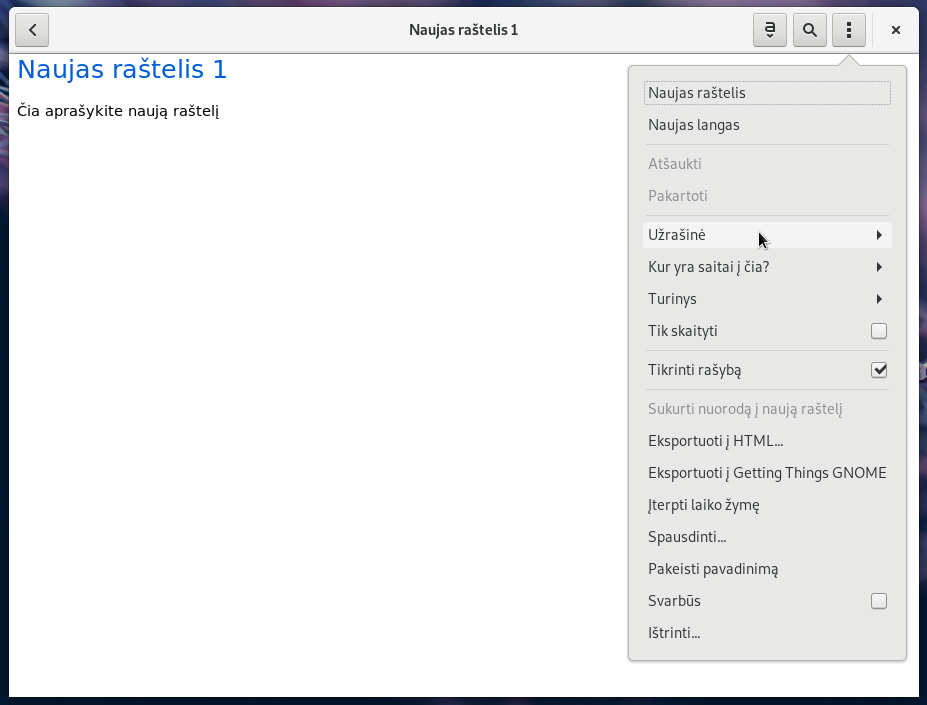 Naujas raštelis 1
Naujas raštelis 1
Čia aprašykite naują raštelį
Naujas raštelis
Naujas langas
Atšaukti
Pakartoti
Užrašinė
Kur yra saitai į čia?
Turinys
Tik skaityti
Tikrinti rašybą
Sukurti nuorodą į naują raštelį
Eksportuoti į HTML...
Eksportuoti į Getting Things GNOME
Įterpti laiko žymę
Spausdinti...
Pakeisti pavadinimą
Svarbūs
Ištrinti...